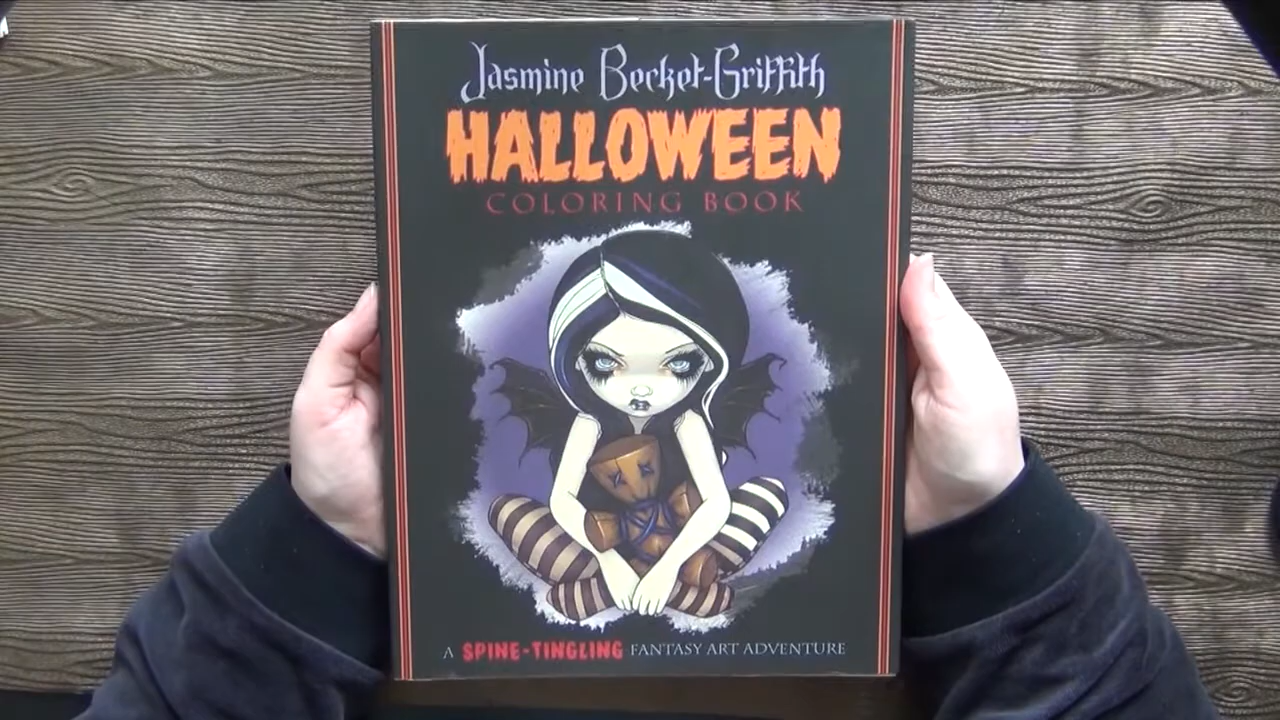 Jasmine Becket-Griffith
HALLOWEEN
COLORING BOOK
A SPINE-TINGLING FANTASY ART ADVENTURE